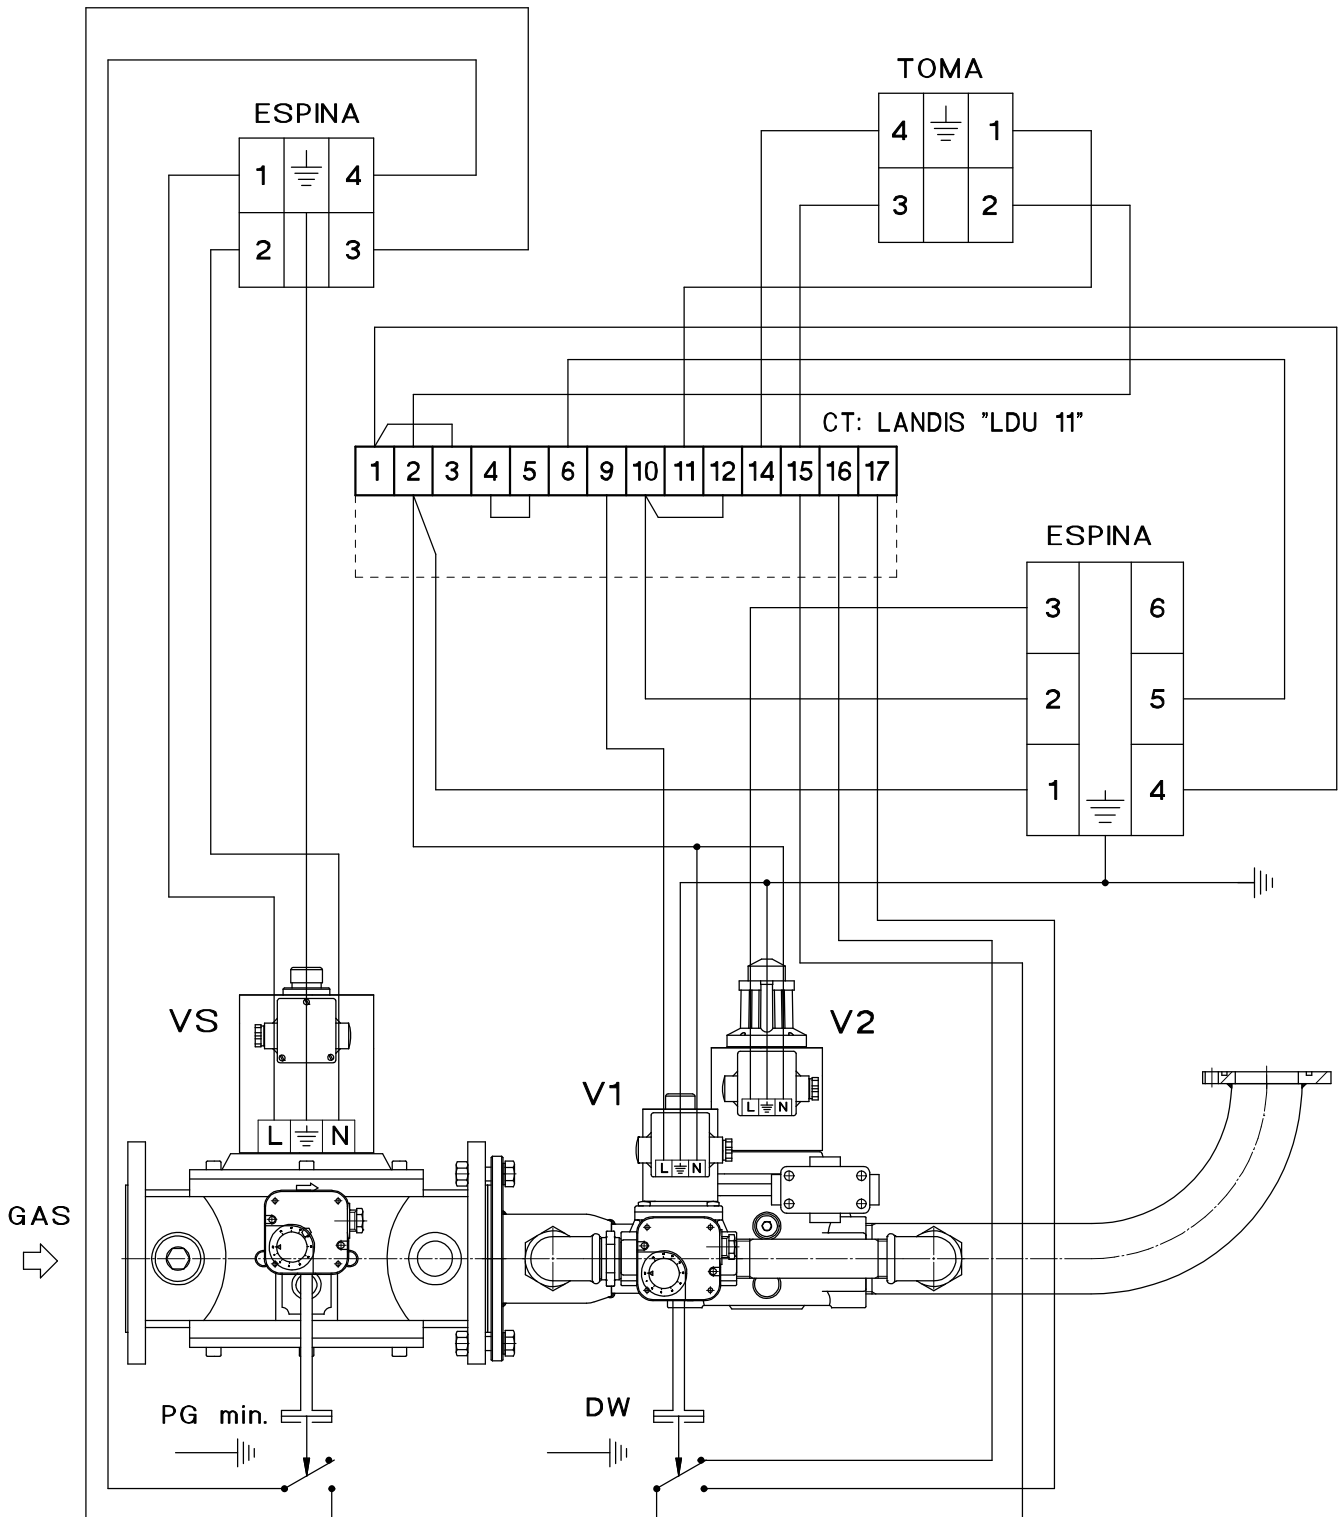 TOMA
4 1
3 2
ESPINA
1 4
2 3
CT: LANDIS "LDU 11"
1 2 3 4 5 6 9 10 11 12 14 15 16 17
ESPINA
3 6
2 5
1 4
VS
V2
V1
L N
L N
L N
GAS
PG min.
DW